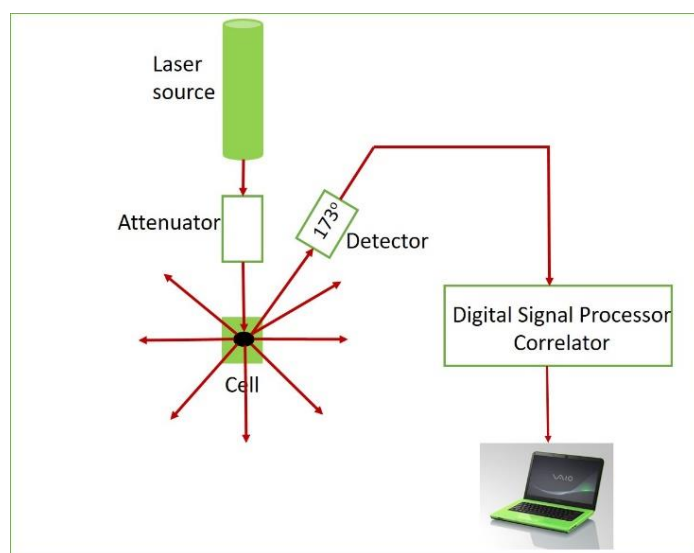 Laser
source
Attenuator
173°
Detector
Cell
Digital Signal Processor
Correlator
VAIO